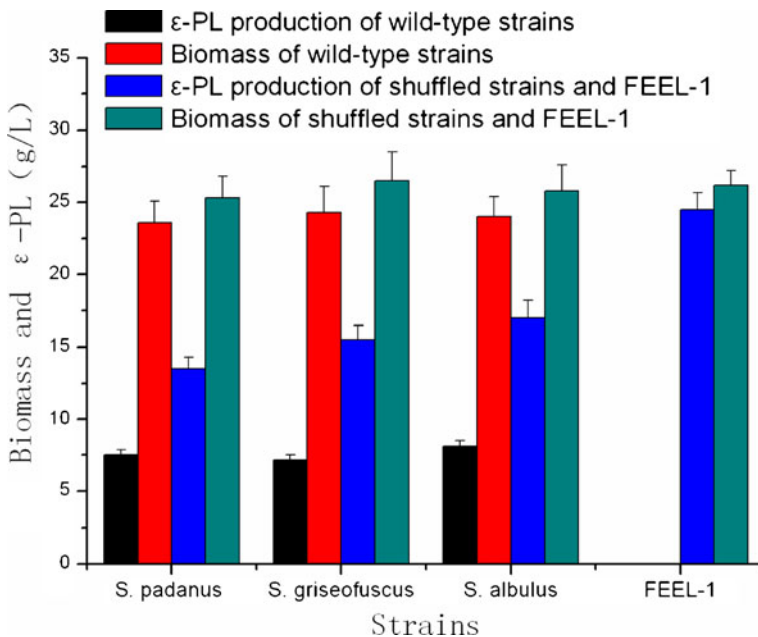 ε-PL production of wild-type strains
Biomass of wild-type strains
ε-PL production of shuffled strains and FEEL-1
Biomass of shuffled strains and FEEL-1
Biomass and ε-PL (g/L)
35
30
25
20
15
10
5
0
S. padanus S. griseofuscus S. albulus FEEL-1
Strains